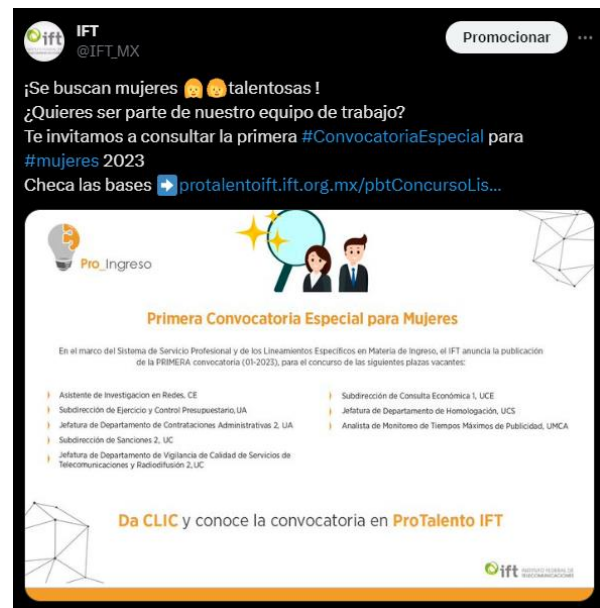 ift
IFT
@IFT_MX
Promocionar
¡Se buscan mujeres 👩👩talentosas !
¿Quieres ser parte de nuestro equipo de trabajo?
Te invitamos a consultar la primera #ConvocatoriaEspecial para
#mujeres 2023
Checa las bases ➡️protalentoift.ift.org.mx/pbtConcursoLis...
Pro_Ingreso
Primera Convocatoria Especial para Mujeres
En el marco del Sistema de Servicio Profesional y de los Lineamientos Específicos en Materia de Ingreso, el IFT anuncia la publicación
de la PRIMERA convocatoria (01-2023), para el concurso de las siguientes plazas vacantes:
Asistente de Investigacion en Redes, CE
Subdirección de Ejercicio y Control Presupuestario, UA
Jefatura de Departamento de Contrataciones Administrativas 2, UA
Subdirección de Sanciones 2, UC
Jefatura de Departamento de Vigilancia de Calidad de Servicios de
Telecomunicaciones y Radiodifusión 2,UC
Subdirección de Consulta Económica 1, UCE
Jefatura de Departamento de Homologación, UCS
Analista de Monitoreo de Tiempos Máximos de Publicidad, UMCA
Da CLIC y conoce la convocatoria en ProTalento IFT
ift INSTITUTO FEDERAL DE
TELECOMUNICACIONES